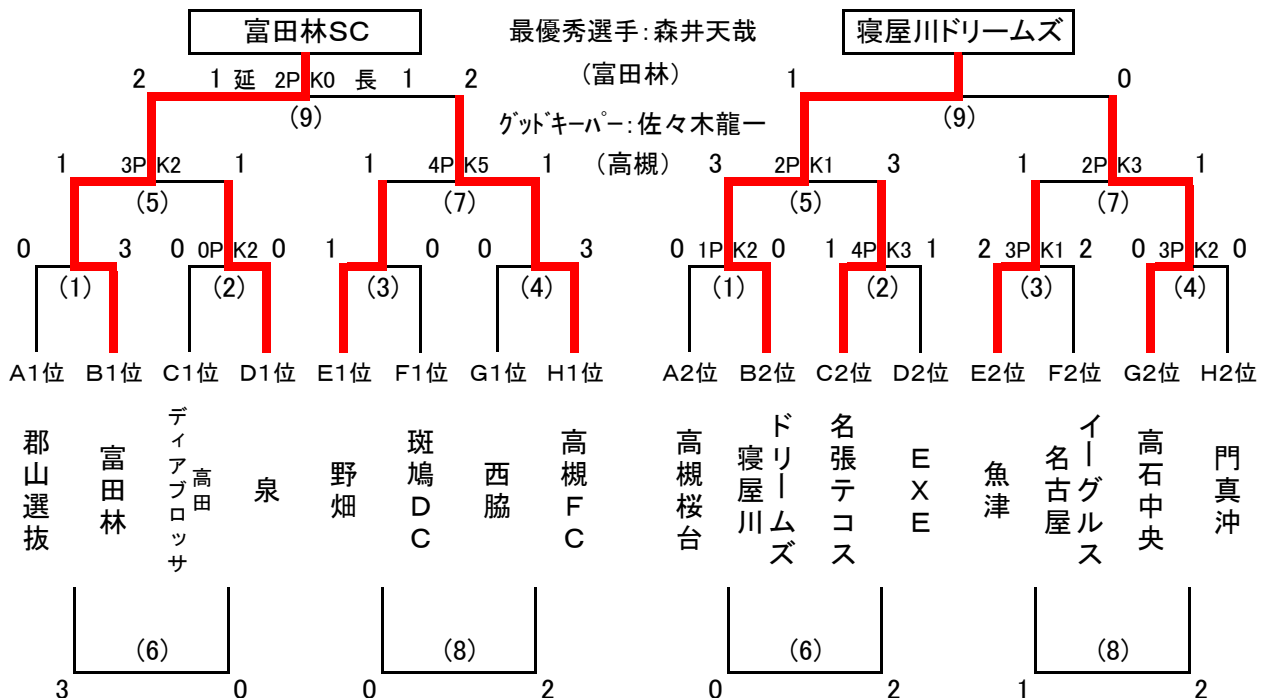 富田林SC
最優秀選手：森井天哉
寝屋川ドリームズ
（富田林）
2 1 延 2P K0 長 1 2
1 0
(9)
(9)
グッドキーパー：佐々木龍一
（高槻）
1 3P K2 1 1 4P K5 1
3 2P K1 3 1 2P K3 1
(5) (7)
(5) (7)
0 3 0 0P K2 0 1 0 0 3
0 1P K2 0 1 4P K3 1 2 3P K1 2 0 3P K2 0
(1) (2) (3) (4)
(1) (2) (3) (4)
A1位 B1位 C1位 D1位 E1位 F1位 G1位 H1位
A2位 B2位 C2位 D2位 E2位 F2位 G2位 H2位
郡山選抜
富田林
ディアブロッサ
高田
泉
野畑
斑鳩DC
西脇
高槻FC
高槻桜台
寝屋川
ドリームズ
名張テコス
EXE
魚津
名古屋
イーグルス
高石中央
門真沖
(6) (8)
(6) (8)
3 0 0 2
0 2 1 2